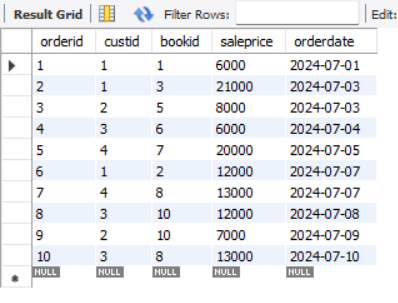 Result Grid Filter Rows: Edit:
orderid custid bookid saleprice orderdate
1 1 1 6000 2024-07-01
2 1 3 21000 2024-07-03
3 2 5 8000 2024-07-03
4 3 6 6000 2024-07-04
5 4 7 20000 2024-07-05
6 1 2 12000 2024-07-07
7 4 8 13000 2024-07-07
8 3 10 12000 2024-07-08
9 2 10 7000 2024-07-09
10 3 8 13000 2024-07-10
NULL NULL NULL NULL NULL